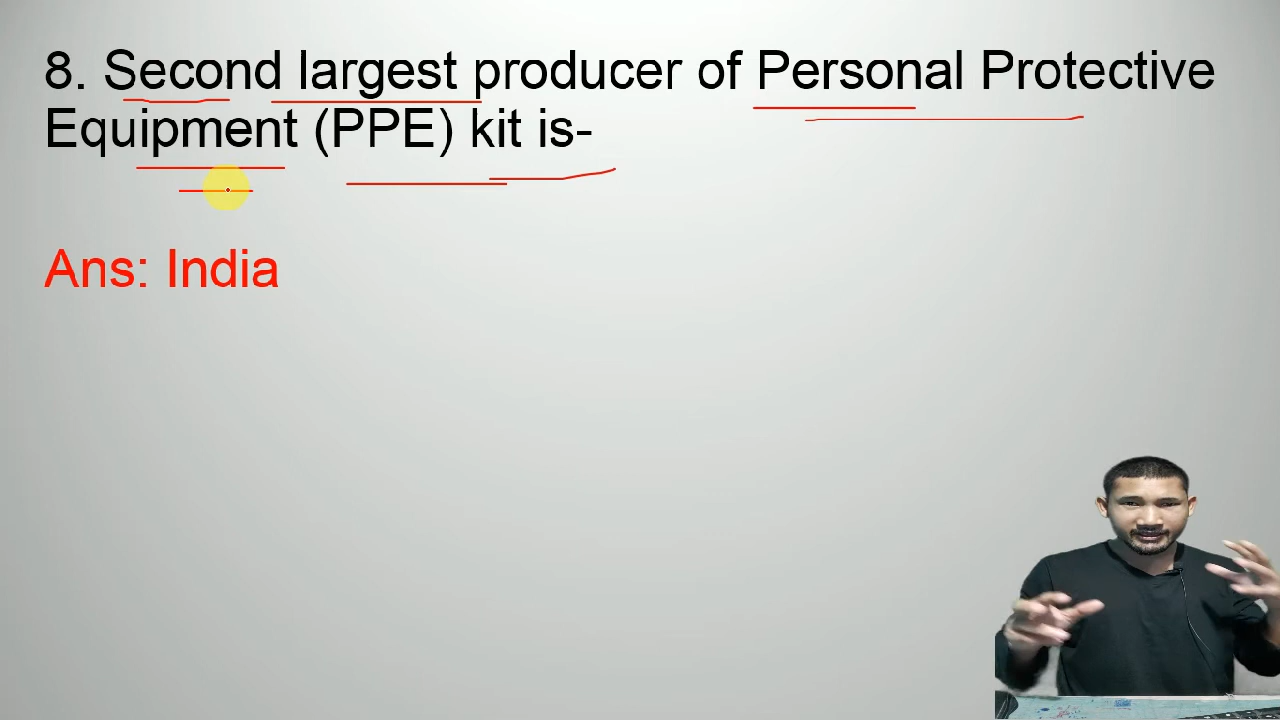 8. Second largest producer of Personal Protective
Equipment (PPE) kit is-
Ans: India